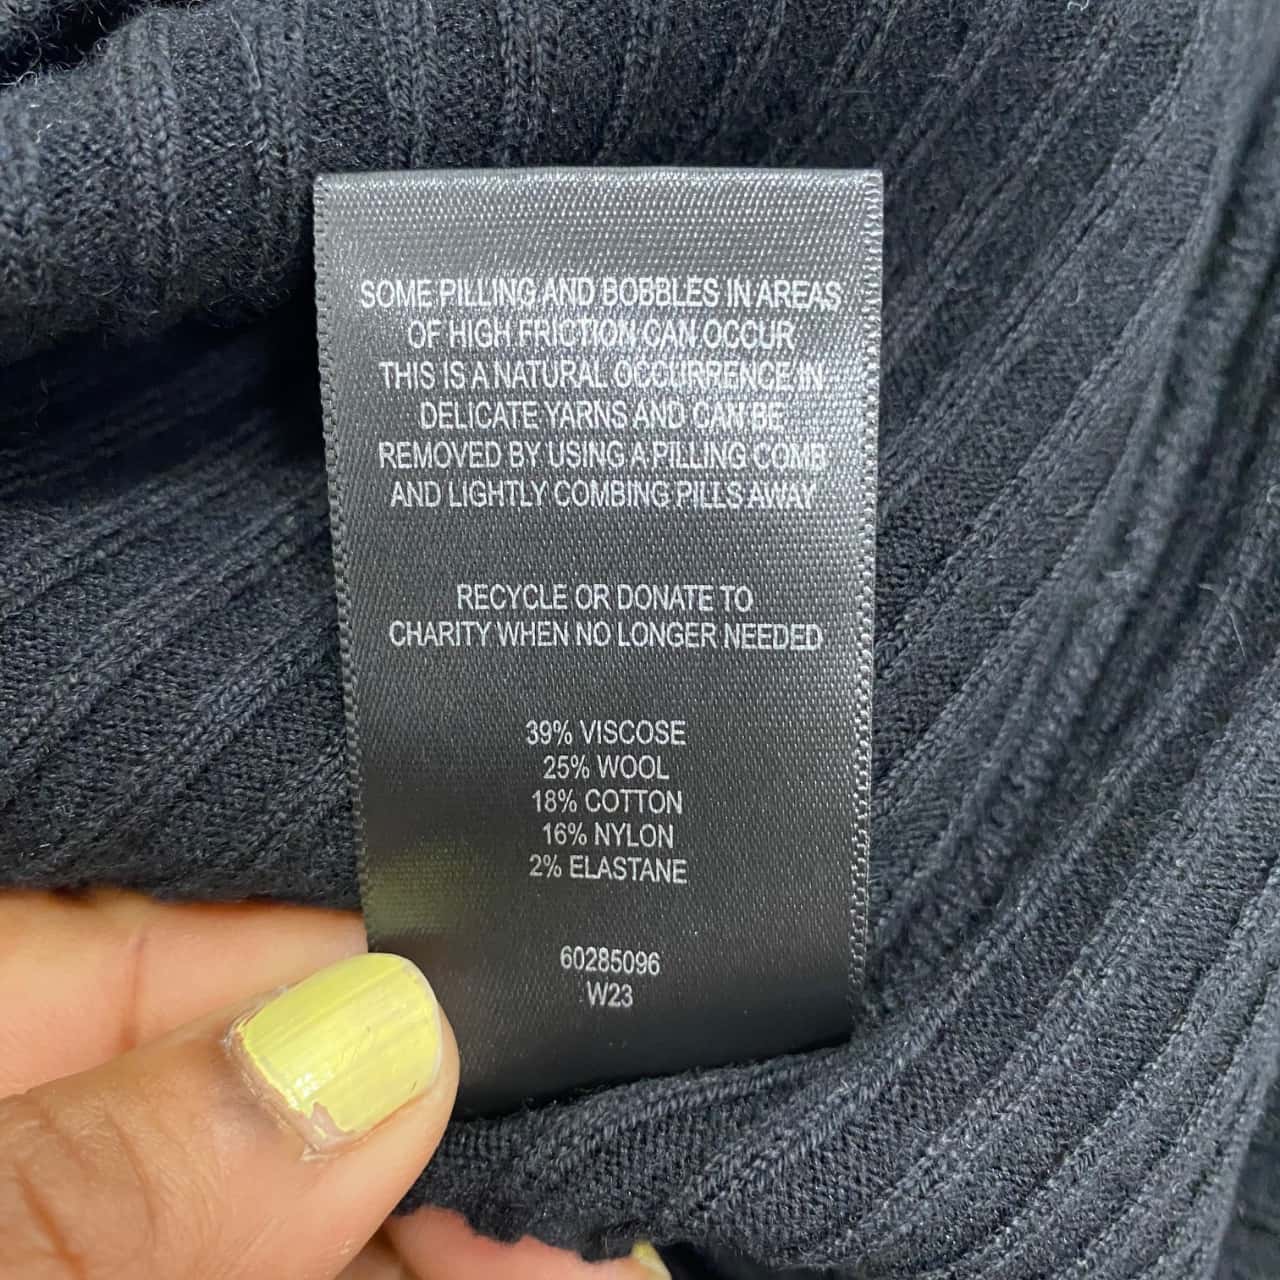 SOME PILLING AND BOBBLES IN AREAS
OF HIGH FRICTION CAN OCCUR
THIS IS A NATURAL OCCURRENCE IN
DELICATE YARNS AND CAN BE
REMOVED BY USING A PILLING COMB
AND LIGHTLY COMBING PILLS AWAY
RECYCLE OR DONATE TO
CHARITY WHEN NO LONGER NEEDED
39% VISCOSE
25% WOOL
18% COTTON
16% NYLON
2% ELASTANE
60285096
W23